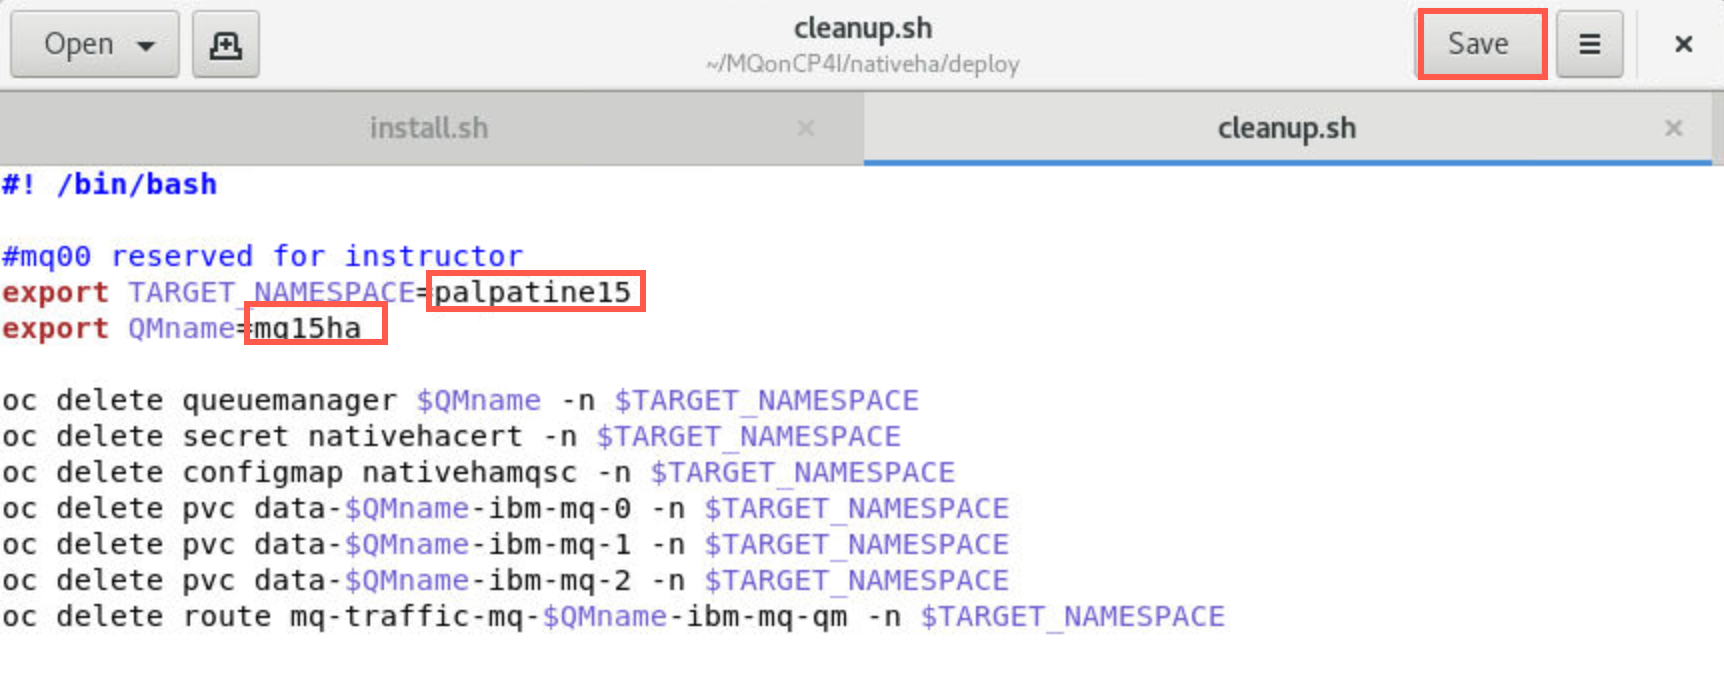 Open
cleanup.sh
~/MQonCP4I/nativeha/deploy
Save
install.sh
cleanup.sh
#! /bin/bash
#mq00 reserved for instructor
export TARGET_NAMESPACE=palpatine15
export QMname=mq15ha
oc delete queuemanager $QMname -n $TARGET_NAMESPACE
oc delete secret nativehacert -n $TARGET_NAMESPACE
oc delete configmap nativehamqsc -n $TARGET_NAMESPACE
oc delete pvc data-$QMname-ibm-mq-0 -n $TARGET_NAMESPACE
oc delete pvc data-$QMname-ibm-mq-1 -n $TARGET_NAMESPACE
oc delete pvc data-$QMname-ibm-mq-2 -n $TARGET_NAMESPACE
oc delete route mq-traffic-mq-$QMname-ibm-mq-qm -n $TARGET_NAMESPACE